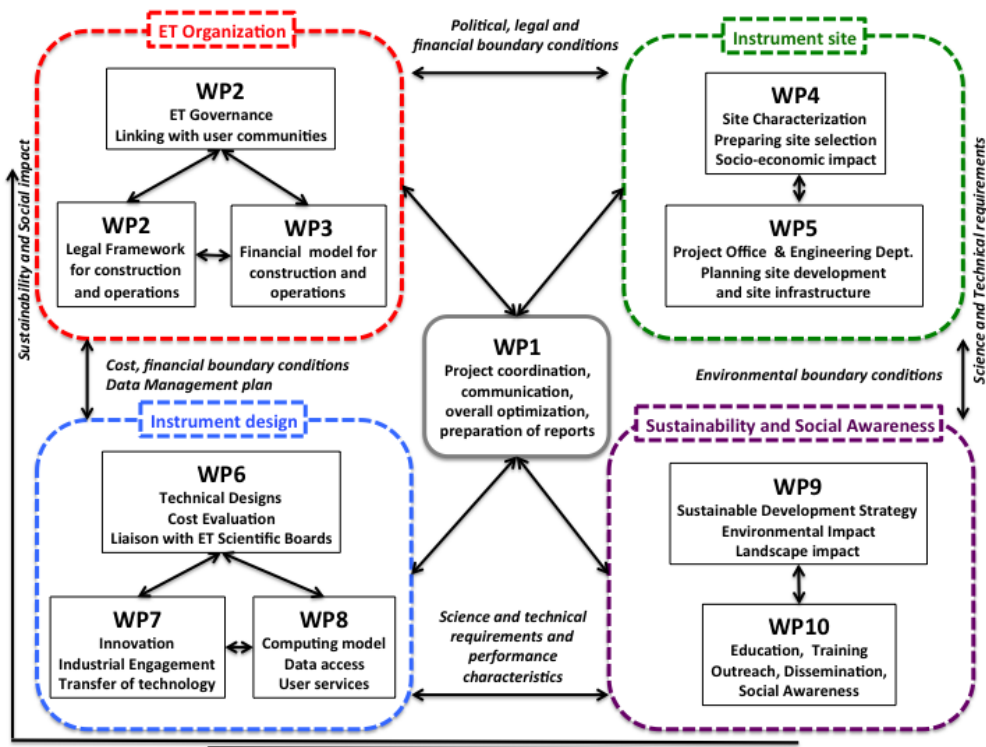 ET Organization
WP2
ET Governance
Linking with user communities
WP2
Legal Framework
for construction
and operations
WP3
Financial model for
construction and
operations
Political, legal and
financial boundary conditions
Instrument site
WP4
Site Characterization
Preparing site selection
Socio-economic impact
WP5
Project Office & Engineering Dept.
Planning site development
and site infrastructure
Sustainability and Social impact
Science and Technical requirements
WP1
Project coordination,
communication,
overall optimization,
preparation of reports
Cost, financial boundary conditions
Data Management plan
Environmental boundary conditions
Instrument design
WP6
Technical Designs
Cost Evaluation
Liaison with ET Scientific Boards
WP7
Innovation
Industrial Engagement
Transfer of technology
WP8
Computing model
Data access
User services
Science and technical
requirements and
performance
characteristics
Sustainability and Social Awareness
WP9
Sustainable Development Strategy
Environmental Impact
Landscape impact
WP10
Education, Training
Outreach, Dissemination,
Social Awareness